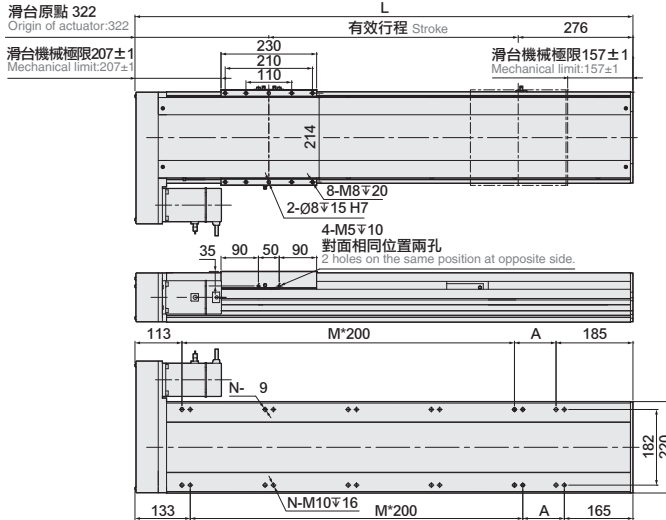 滑台原點 322
Origin of actuator:322
L
有效行程 Stroke
276
滑台機械極限207±1
Mechanical limit:207±1
230
滑台機械極限157±1
Mechanical limit:157±1
210
110
214
8-M8↧20
2-Ø8↧15 H7
4-M5↧10
對面相同位置兩孔
2 holes on the same position at opposite side.
35
90
50
90
113
M*200
A
185
N- 9
182
220
N-M10↧16
133
M*200
A
165